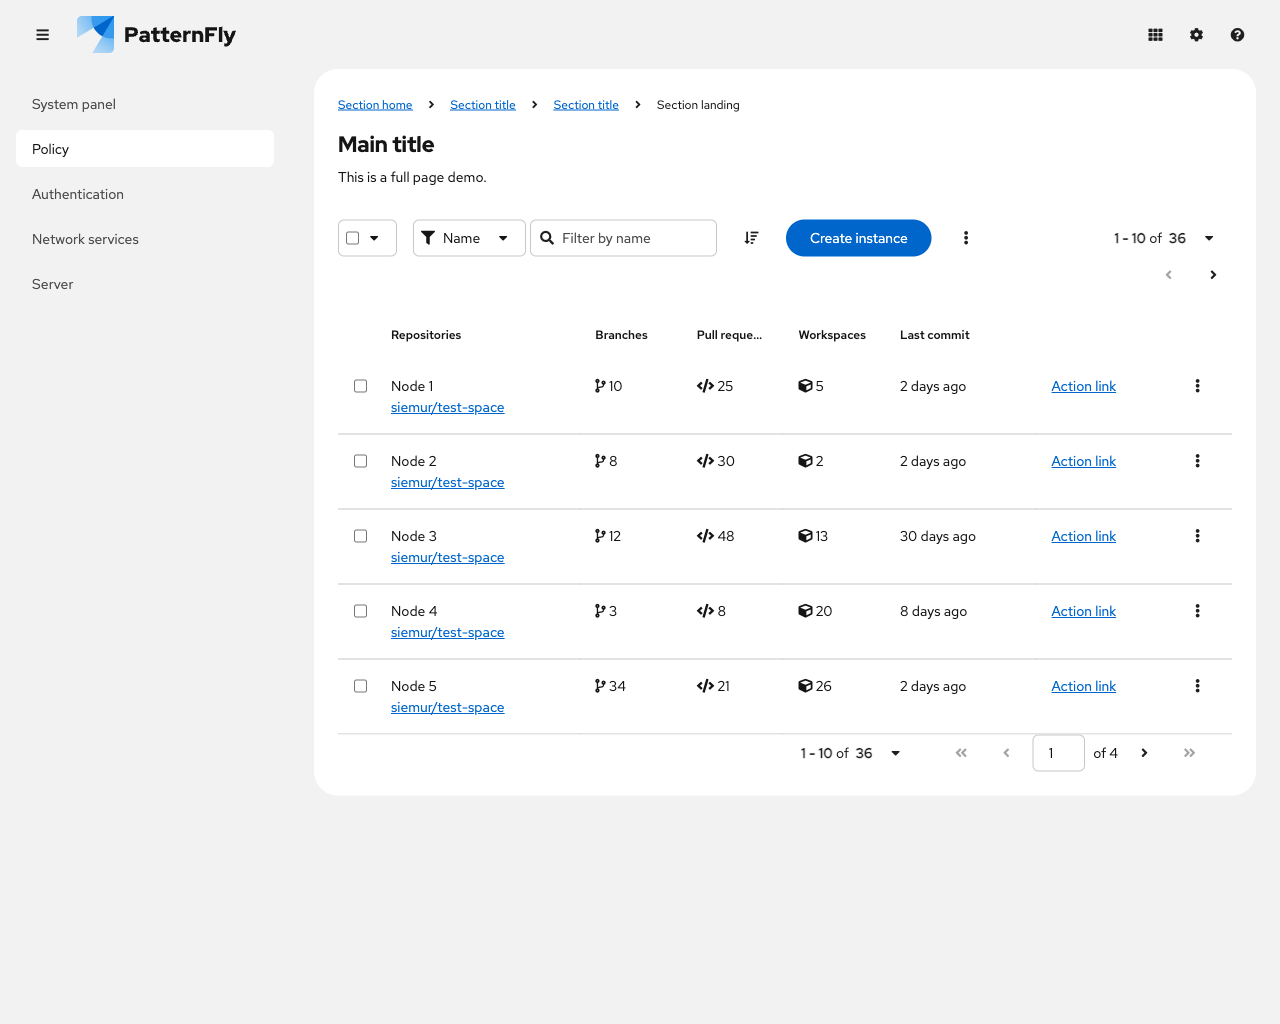 PatternFly
System panel
Policy
Authentication
Network services
Server
Section home Section title Section title Section landing
Main title
This is a full page demo.
Name Filter by name Create instance 1 - 10 of 36
Repositories Branches Pull reque... Workspaces Last commit
Node 1 10 25 5 2 days ago Action link
siemur/test-space
Node 2 8 30 2 2 days ago Action link
siemur/test-space
Node 3 12 48 13 30 days ago Action link
siemur/test-space
Node 4 3 8 20 8 days ago Action link
siemur/test-space
Node 5 34 21 26 2 days ago Action link
siemur/test-space
1 - 10 of 36 1 of 4